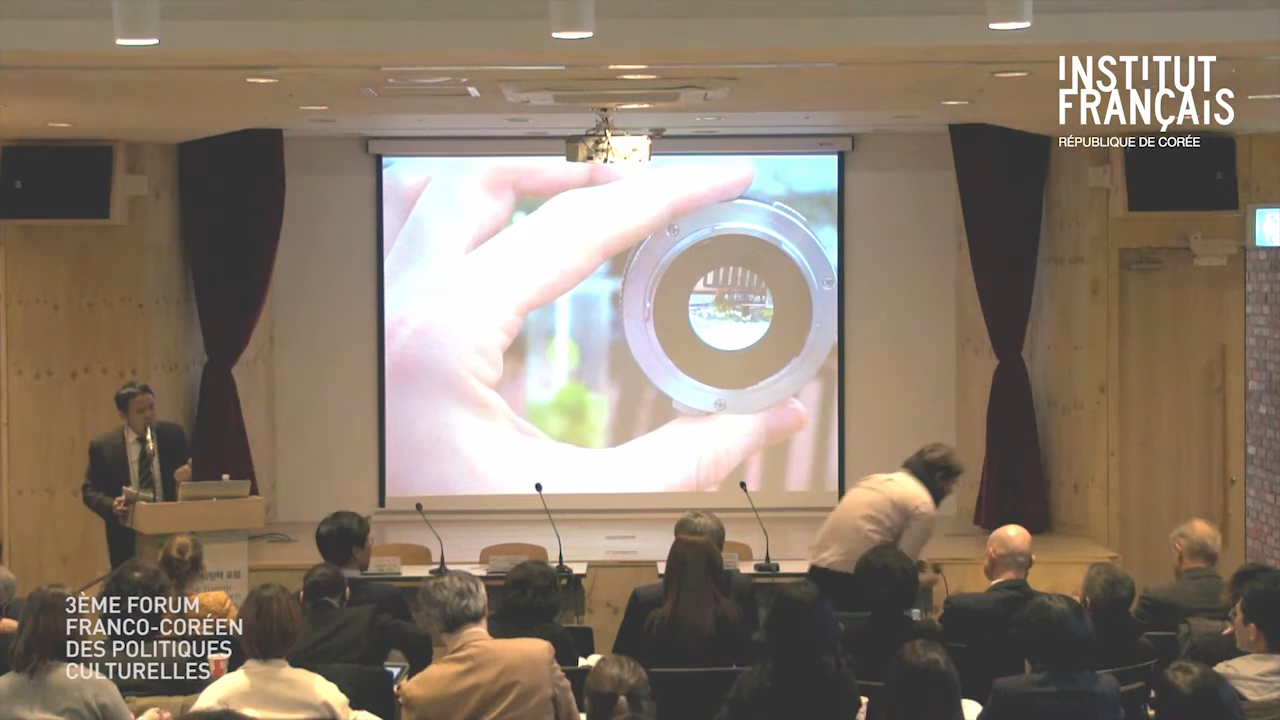 INSTITUT
FRANÇAIS
RÉPUBLIQUE DE CORÉE
3ÈME FORUM
FRANCO-CORÉEN
DES POLITIQUES
CULTURELLES